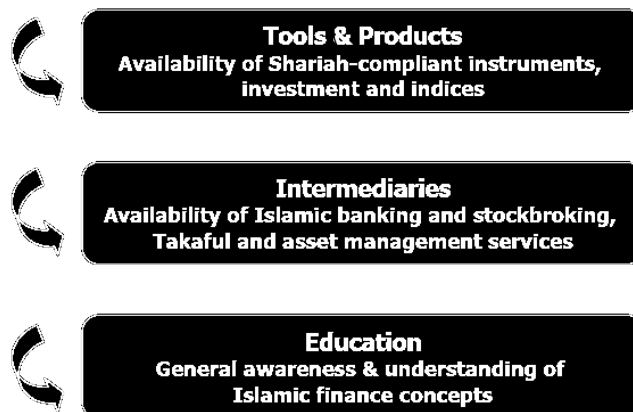 Tools & Products
Availability of Shariah-compliant instruments,
investment and indices
Intermediaries
Availability of Islamic banking and stockbroking,
Takaful and asset management services
Education
General awareness & understanding of
Islamic finance concepts